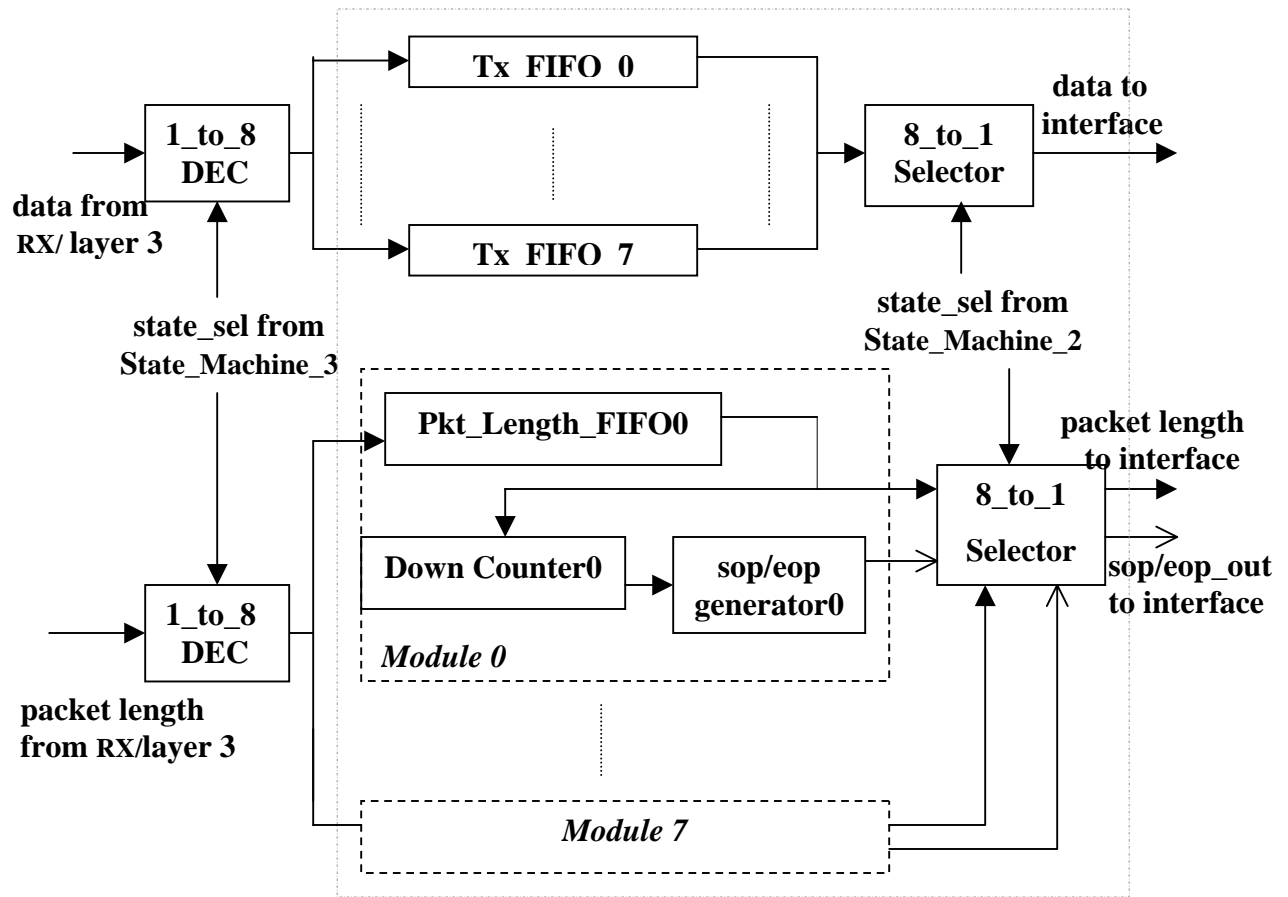 Tx FIFO 0
data to
interface
1_to_8
DEC
8_to_1
Selector
data from
RX/ layer 3
Tx FIFO 7
state_sel from
State_Machine_3
state_sel from
State_Machine_2
Pkt_Length_FIFO0
packet length
to interface
8_to_1
Selector
Down Counter0
sop/eop
generator0
sop/eop_out
to interface
1_to_8
DEC
Module 0
packet length
from RX/layer 3
Module 7